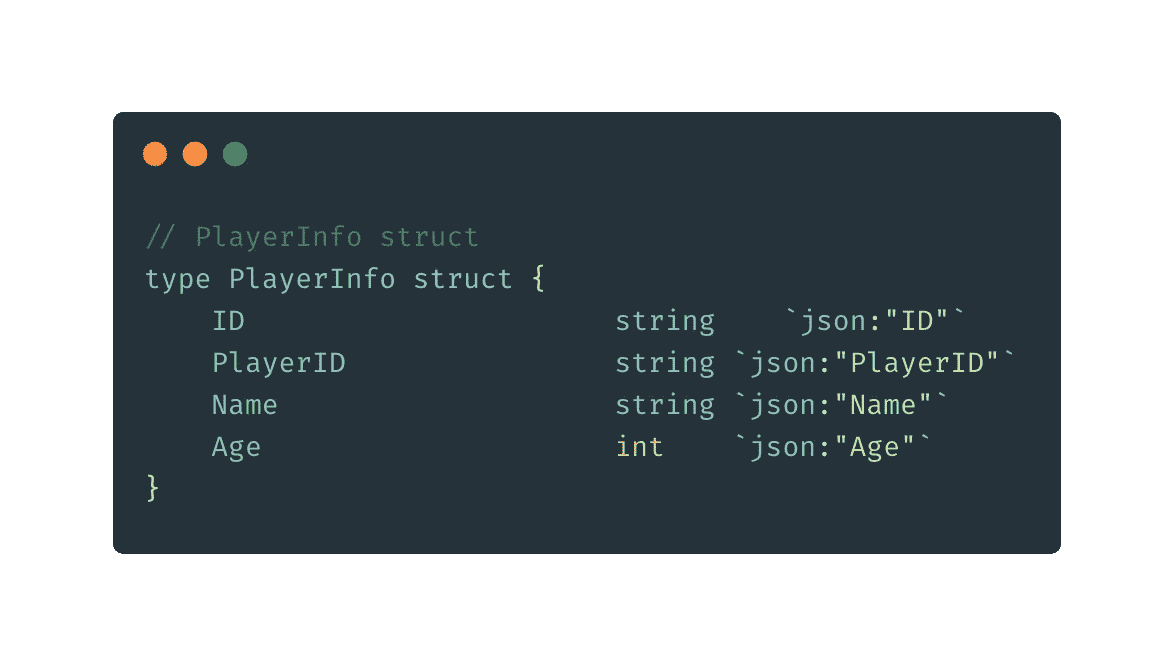 // PlayerInfo struct
type PlayerInfo struct {
    ID                      string    `json:"ID"`
    PlayerID                string `json:"PlayerID"`
    Name                    string `json:"Name"`
    Age                     int    `json:"Age"`
}